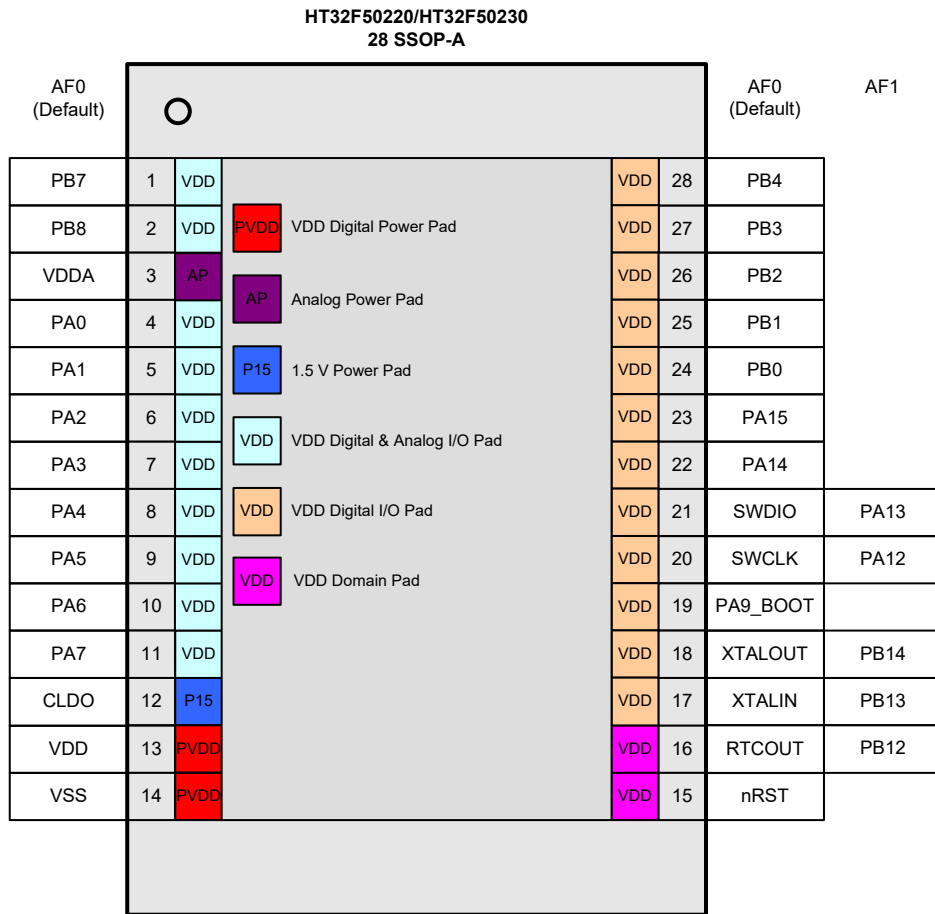 HT32F50220/HT32F50230
28 SSOP-A
AF0
(Default)
AF0
(Default)
AF1
PB7 1 VDD VDD 28 PB4
PB8 2 VDD PVDD VDD Digital Power Pad VDD 27 PB3
VDDA 3 AP VDD 26 PB2
AP Analog Power Pad
PA0 4 VDD VDD 25 PB1
PA1 5 VDD P15 1.5 V Power Pad VDD 24 PB0
PA2 6 VDD VDD 23 PA15
VDD VDD Digital & Analog I/O Pad
PA3 7 VDD VDD 22 PA14
PA4 8 VDD VDD VDD Digital I/O Pad VDD 21 SWDIO PA13
PA5 9 VDD VDD 20 SWCLK PA12
VDD VDD Domain Pad
PA6 10 VDD VDD 19 PA9_BOOT
PA7 11 VDD VDD 18 XTALOUT PB14
CLDO 12 P15 VDD 17 XTALIN PB13
VDD 13 PVDD VDD 16 RTCOUT PB12
VSS 14 PVDD VDD 15 nRST